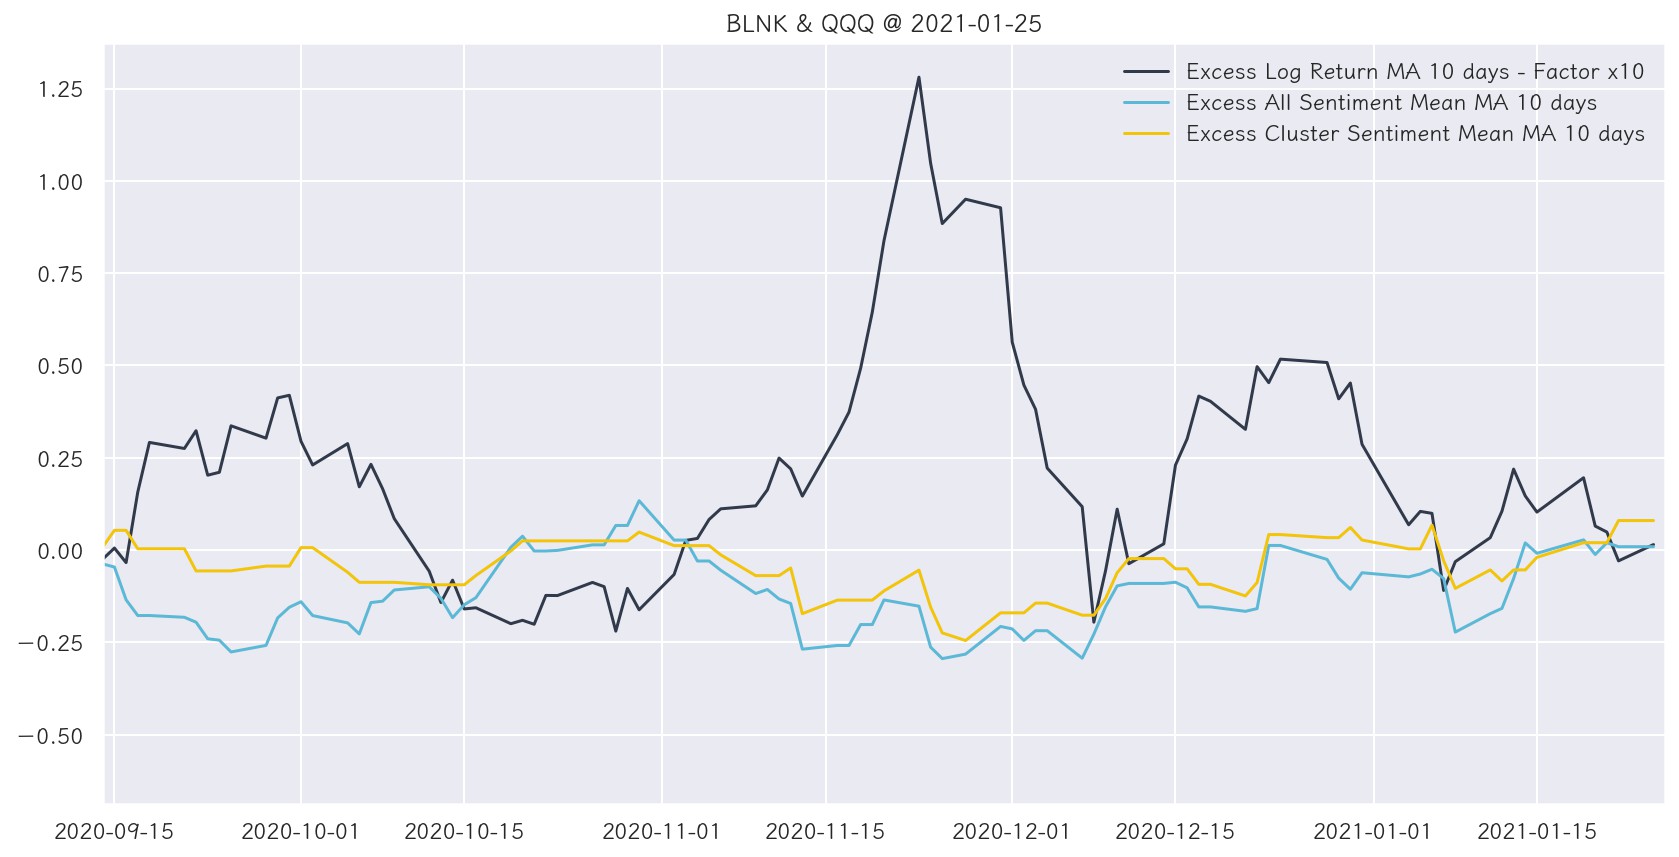 BLNK & QQQ @ 2021-01-25
Excess Log Return MA 10 days - Factor x10
Excess All Sentiment Mean MA 10 days
Excess Cluster Sentiment Mean MA 10 days
1.25
1.00
0.75
0.50
0.25
0.00
−0.25
−0.50
2020-09-15 2020-10-01 2020-10-15 2020-11-01 2020-11-15 2020-12-01 2020-12-15 2021-01-01 2021-01-15